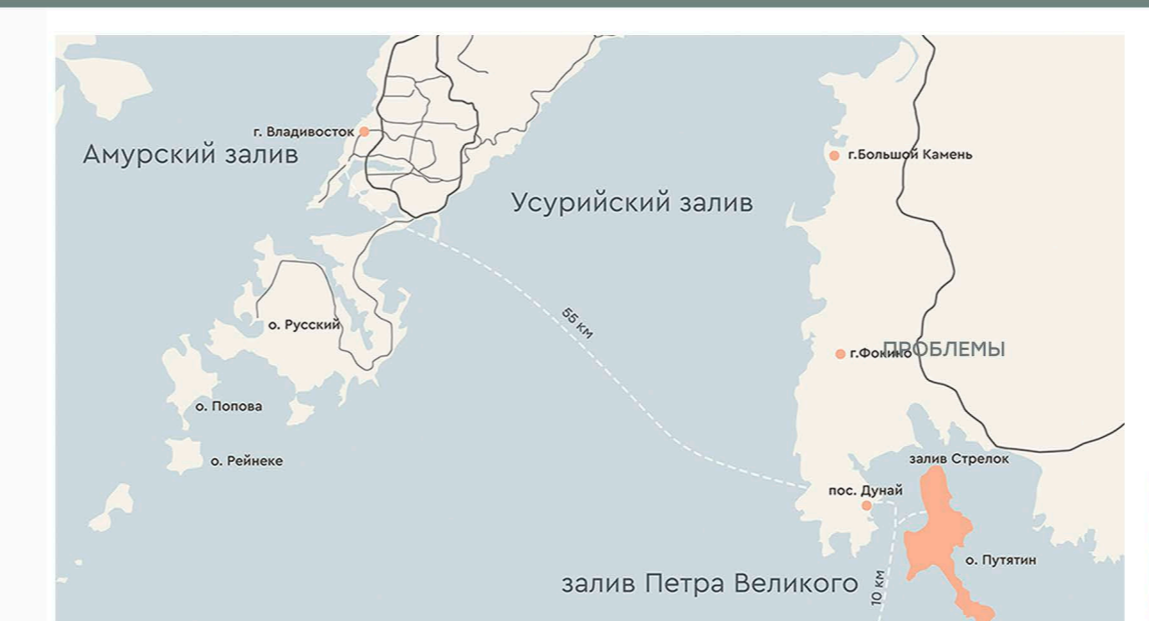 г. Владивосток
Амурский залив
г.Большой Камень
Усурийский залив
55 км
о. Русский
г.Фокино
ПРОБЛЕМЫ
о. Попова
о. Рейнеке
залив Стрелок
пос. Дунай
о. Путятин
залив Петра Великого
10 км